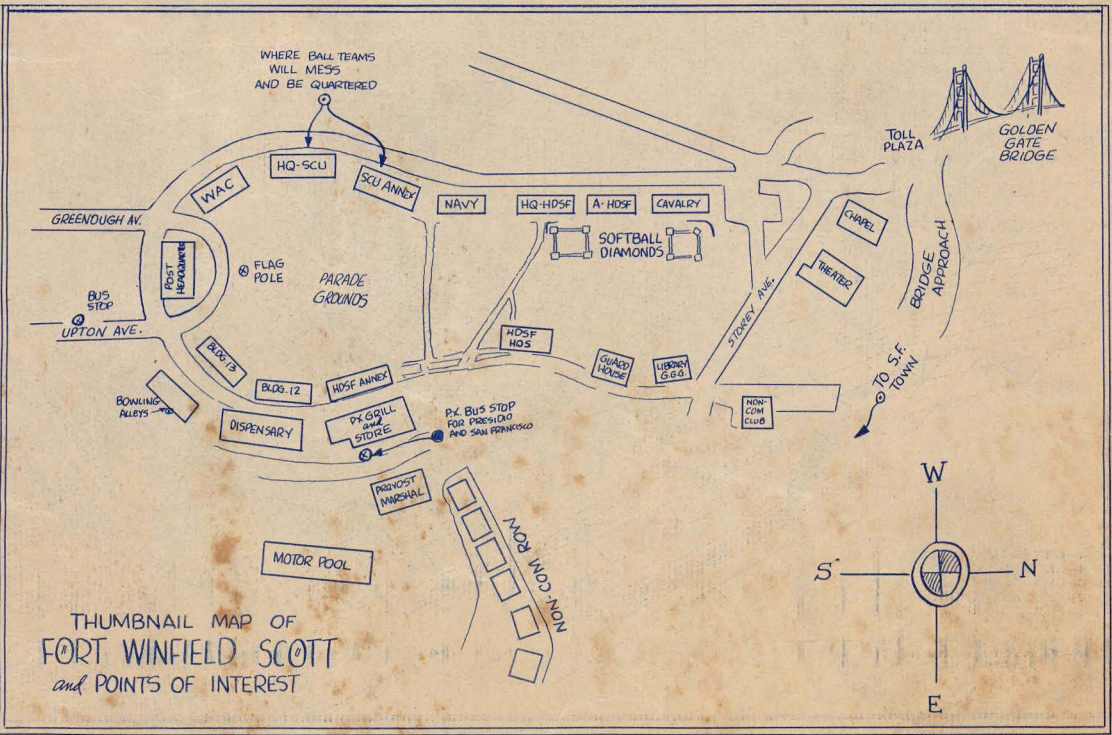 WHERE BALL TEAMS
WILL MESS
AND BE QUARTERED
TOLL
PLAZA
GOLDEN
GATE
BRIDGE
WAC
HQ-SCU
SCU ANNEX
NAVY
HQ-HDSF
A-HDSF
CAVALRY
GREENOUGH AV.
CHAPEL
SOFTBALL
DIAMONDS
POST
HEADQUARTERS
FLAG
POLE
PARADE
GROUNDS
THEATER
BRIDGE
APPROACH
BUS
STOP
UPTON AVE.
STOREY AVE.
HDSF
HQS
BLDG. 13
BLDG. 12
HDSF ANNEX
GUARD
HOUSE
LIBRARY
G.G.G.
TO S.F.
TOWN
BOWLING
ALLEYS
DISPENSARY
PX GRILL
and
STORE
P.X. BUS STOP
FOR PRESIDIO
AND SAN FRANCISCO
NON-
COM
CLUB
PROVOST
MARSHAL
NON-COM ROW
MOTOR POOL
W
S
N
E
THUMBNAIL MAP OF
FORT WINFIELD SCOTT
and POINTS OF INTEREST